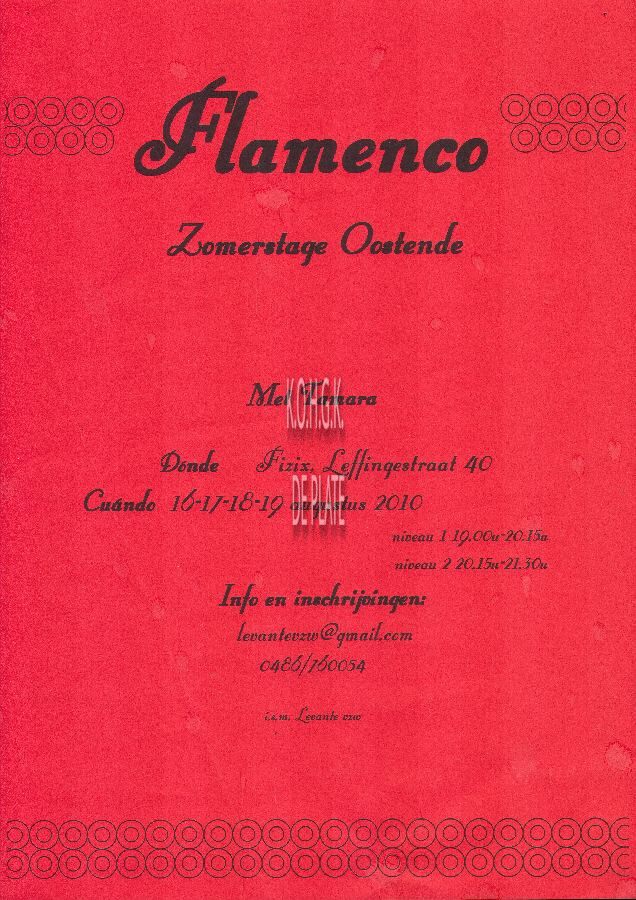 Flamenco
Zomerstage Oostende
Met Tamara
K.O.H.G.K.
Dónde Fizix, Leffingestraat 40
Cuándo 16-17-18-19 augustus 2010
DE PLATE
niveau 1 19.00u-20.15u
niveau 2 20.15u-21.30u
Info en inschrijvingen:
levantevzw@gmail.com
0486/760054
i.s.m. Levante vzw